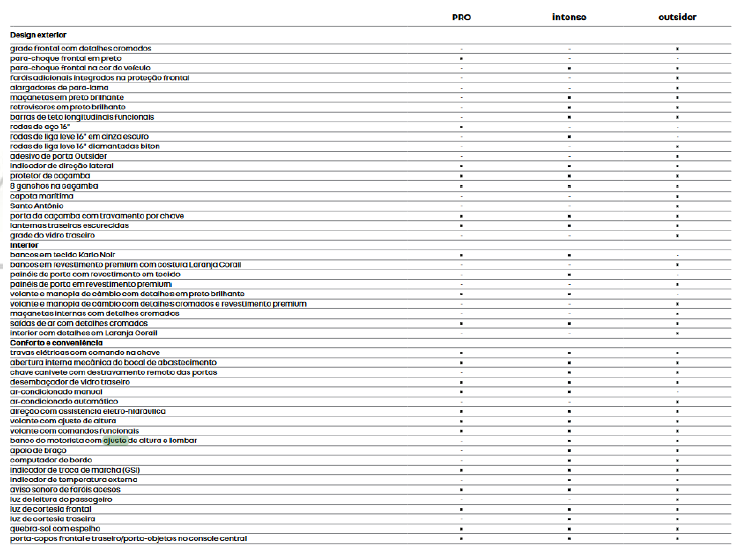 PRO intense outsider
Design exterior
grade frontal com detalhes cromados - - ▪
para-choque frontal em preto ▪ - -
para-choque frontal na cor do veículo - ▪ ▪
faróis adicionais integrados na proteção frontal - - ▪
alargadores de para-lama - - ▪
maçanetas em preto brilhante - ▪ ▪
retrovisores em preto brilhante - ▪ ▪
barras de teto longitudinais funcionais - ▪ ▪
rodas de aço 16" ▪ - -
rodas de liga leve 16" em cinza escuro - ▪ -
rodas de liga leve 16" diamantadas biton - - ▪
adesivo de porta Outsider - - ▪
indicador de direção lateral ▪ ▪ ▪
protetor de caçamba ▪ ▪ ▪
8 ganchos na caçamba ▪ ▪ ▪
capota marítima - - ▪
Santo Antônio - - ▪
porta da caçamba com travamento por chave ▪ ▪ ▪
lanternas traseiras escurecidas ▪ ▪ ▪
grade do vidro traseiro - - ▪
Interior
bancos em tecido Kario Noir ▪ ▪ -
bancos em revestimento premium com costura Laranja Corail - - ▪
painéis de porta com revestimento em tecido - ▪ -
painéis de porta em revestimento premium - - ▪
volante e manopla de câmbio com detalhes em preto brilhante ▪ ▪ -
volante e manopla de câmbio com detalhes cromados e revestimento premium - - ▪
maçanetas internas com detalhes cromados - - ▪
saídas de ar com detalhes cromados ▪ ▪ ▪
interior com detalhes em Laranja Corail - - ▪
Conforto e conveniência
travas elétricas com comando na chave ▪ ▪ ▪
abertura interna mecânica do bocal de abastecimento ▪ ▪ ▪
chave canivete com destravamento remoto das portas - ▪ ▪
desembaçador de vidro traseiro ▪ ▪ ▪
ar-condicionado manual ▪ ▪ -
ar-condicionado automático - - ▪
direção com assistência eletro-hidráulica ▪ ▪ ▪
volante com ajuste de altura ▪ ▪ ▪
volante com comandos funcionais ▪ ▪ ▪
banco do motorista com ajuste de altura e lombar - ▪ ▪
apoio de braço - ▪ ▪
computador de bordo - ▪ ▪
indicador de troca de marcha (GSI) ▪ ▪ ▪
indicador de temperatura externa - ▪ ▪
aviso sonoro de faróis acesos ▪ ▪ ▪
luz de leitura do passageiro - - ▪
luz de cortesia frontal ▪ ▪ ▪
luz de cortesia traseira - ▪ ▪
quebra-sol com espelho ▪ ▪ ▪
porta-copos frontal e traseiro/porta-objetos no console central ▪ ▪ ▪